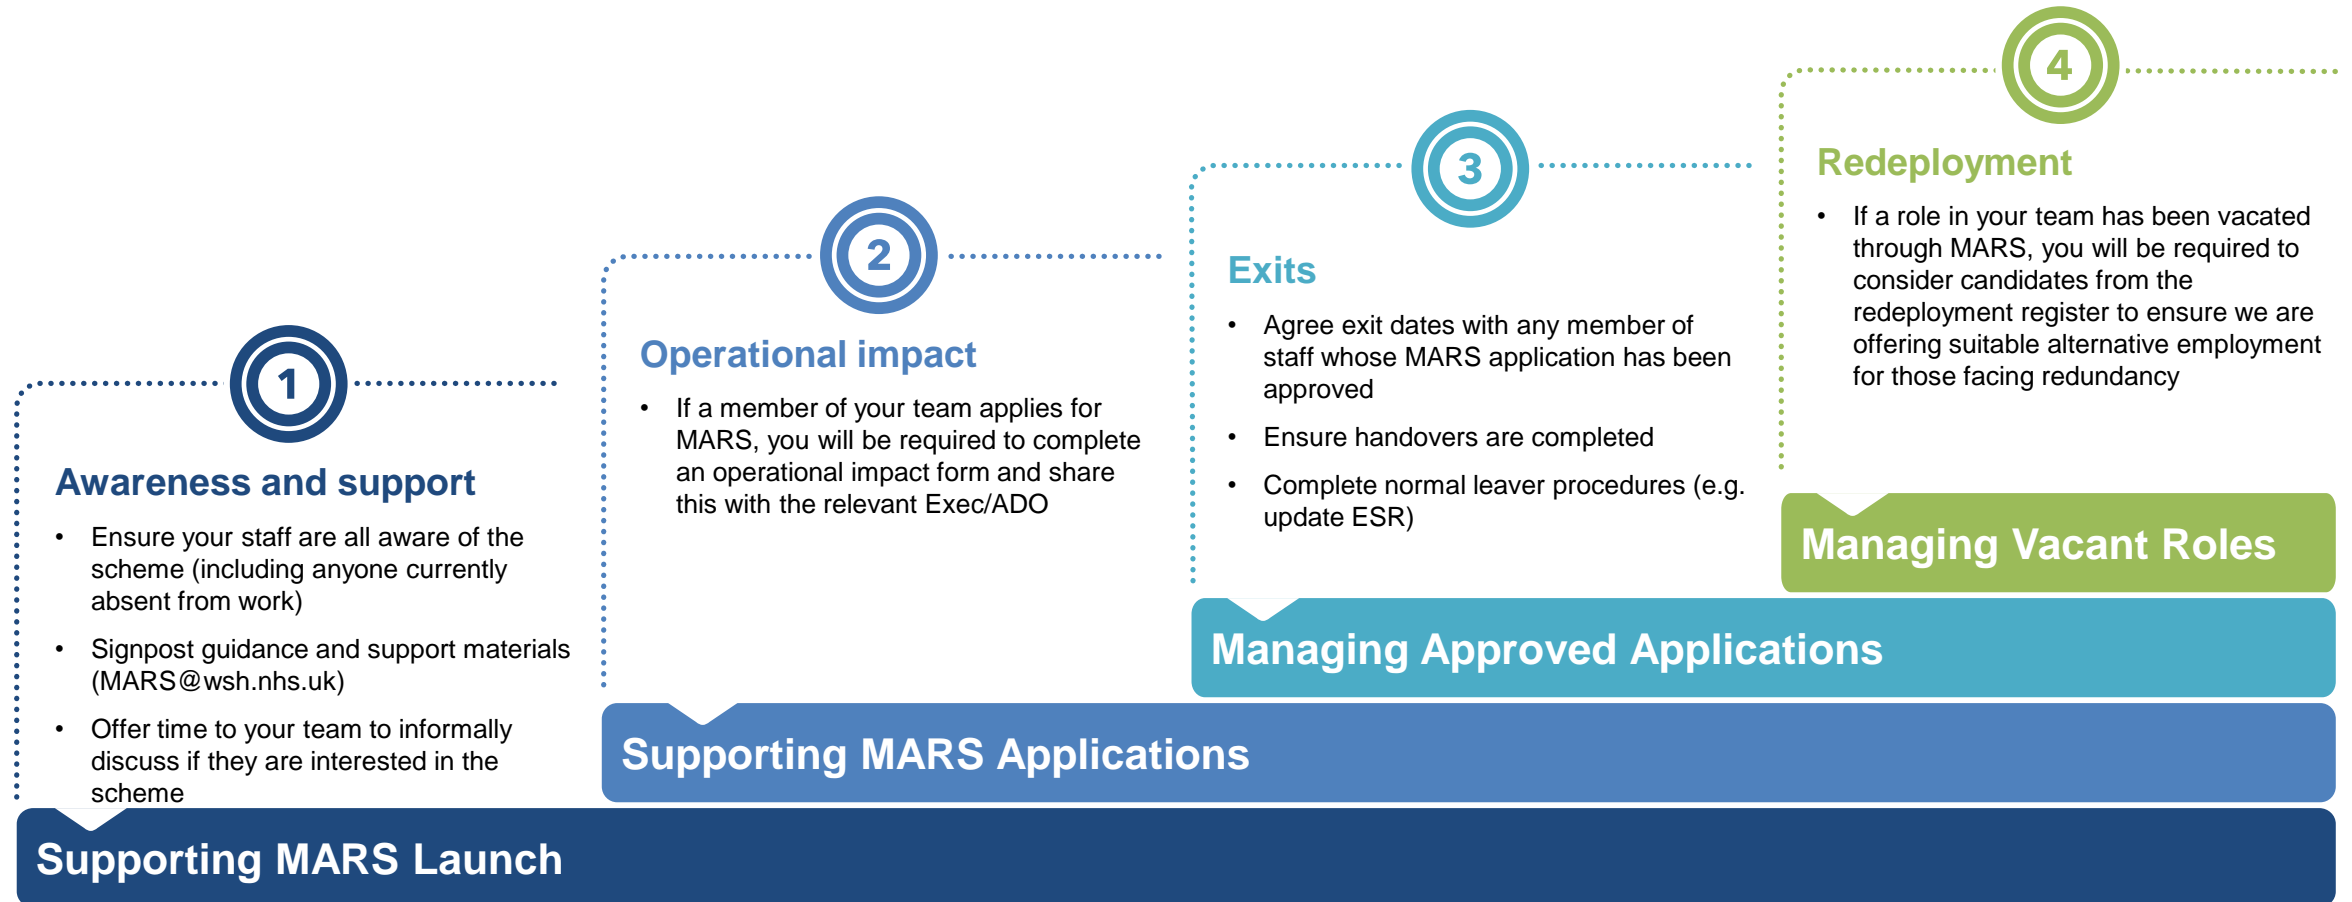 1
Awareness and support
• Ensure your staff are all aware of the
scheme (including anyone currently
absent from work)
• Signpost guidance and support materials
(MARS@wsh.nhs.uk)
• Offer time to your team to informally
discuss if they are interested in the
scheme
Supporting MARS Launch
2
Operational impact
• If a member of your team applies for
MARS, you will be required to complete
an operational impact form and share
this with the relevant Exec/ADO
Supporting MARS Applications
3
Exits
• Agree exit dates with any member of
staff whose MARS application has been
approved
• Ensure handovers are completed
• Complete normal leaver procedures (e.g.
update ESR)
Managing Approved Applications
4
Redeployment
• If a role in your team has been vacated
through MARS, you will be required to
consider candidates from the
redeployment register to ensure we are
offering suitable alternative employment
for those facing redundancy
Managing Vacant Roles